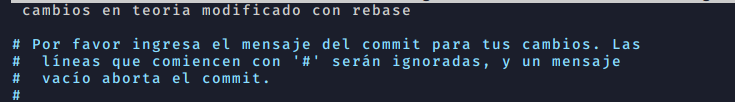 cambios en teoria modificado con rebase
# Por favor ingresa el mensaje del commit para tus cambios. Las
#  líneas que comiencen con '#' serán ignoradas, y un mensaje
#  vacío aborta el commit.
#